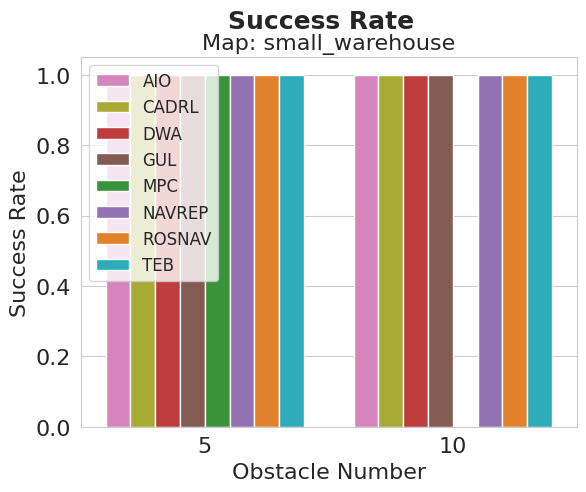 Success Rate
Map: small_warehouse
1.0
0.8
0.6
0.4
0.2
0.0
Success Rate
AIO
CADRL
DWA
GUL
MPC
NAVREP
ROSNAV
TEB
5
10
Obstacle Number